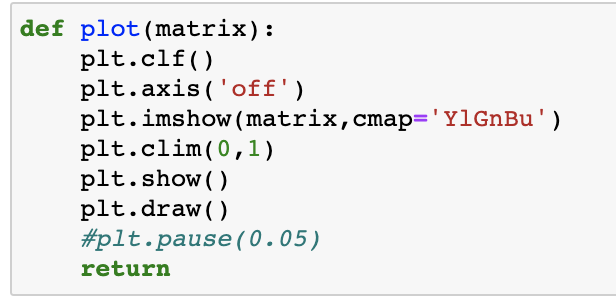 def plot(matrix):
    plt.clf()
    plt.axis('off')
    plt.imshow(matrix,cmap='YlGnBu')
    plt.clim(0,1)
    plt.show()
    plt.draw()
    #plt.pause(0.05)
    return